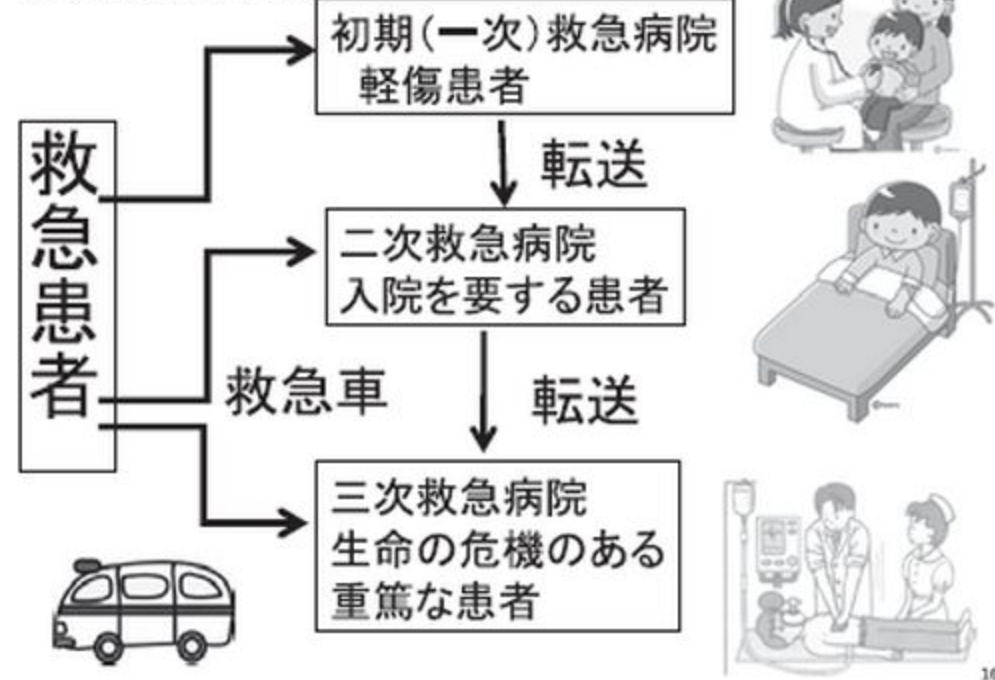 初期(一次)救急病院
軽傷患者
転送
救急患者
二次救急病院
入院を要する患者
救急車
転送
三次救急病院
生命の危機のある
重篤な患者
16